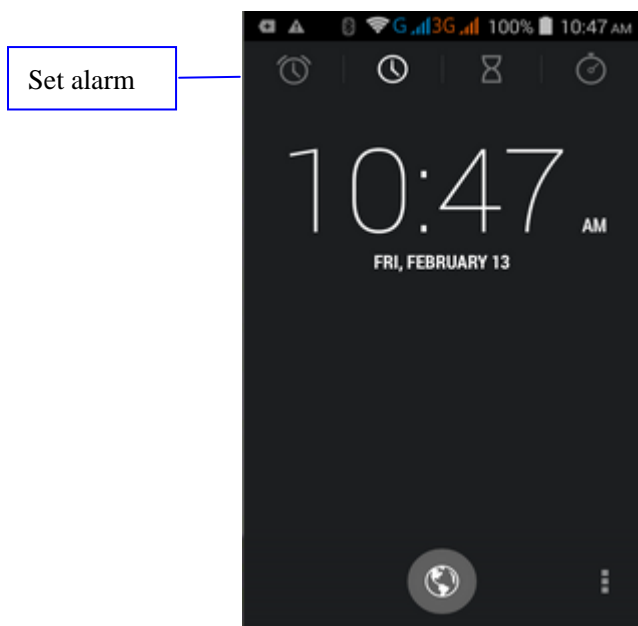 G 3G 100% 10:47 AM
Set alarm
10:47 AM
FRI, FEBRUARY 13